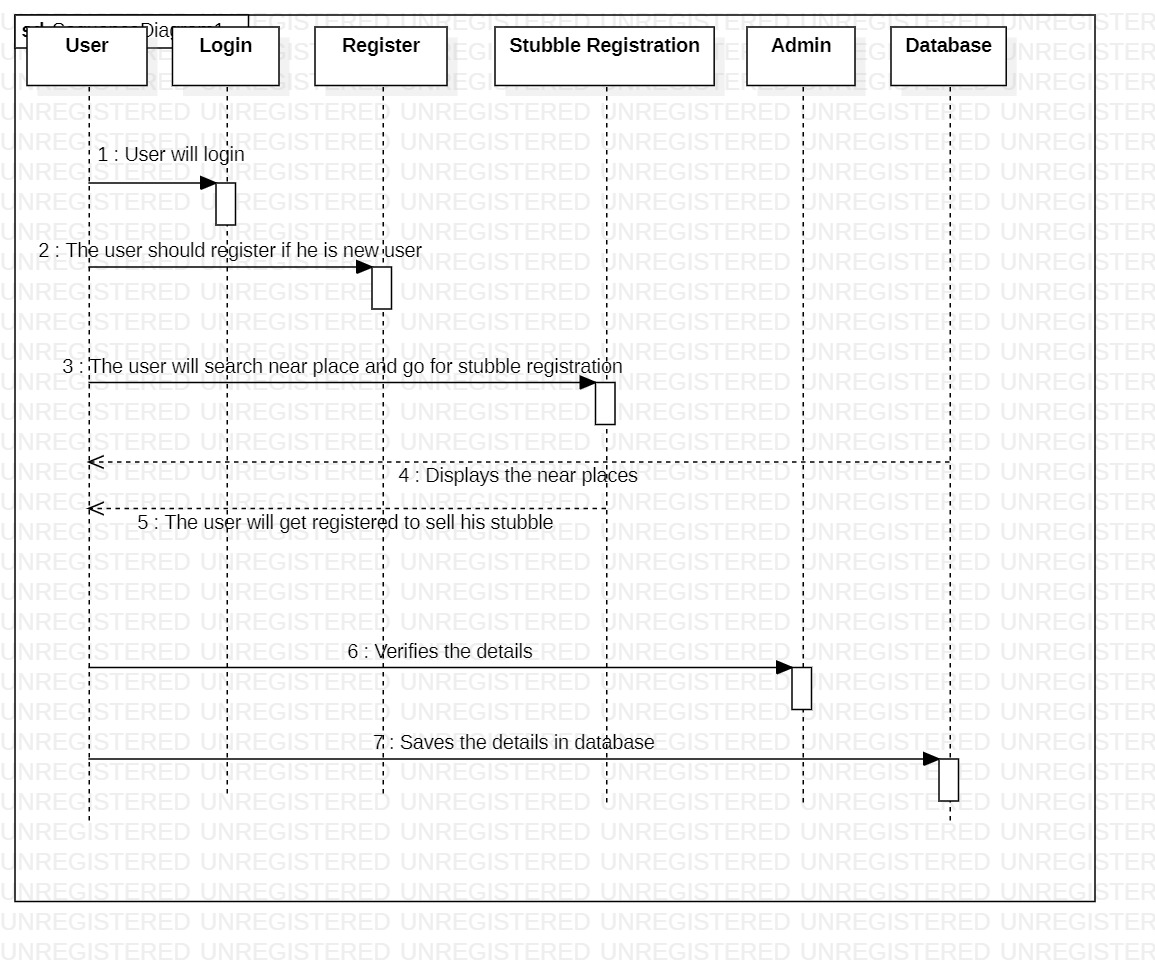 User
Login
Register
Stubble Registration
Admin
Database
1 : User will login
2 : The user should register if he is new user
3 : The user will search near place and go for stubble registration
4 : Displays the near places
5 : The user will get registered to sell his stubble
6 : Verifies the details
7 : Saves the details in database
UNREGISTERED